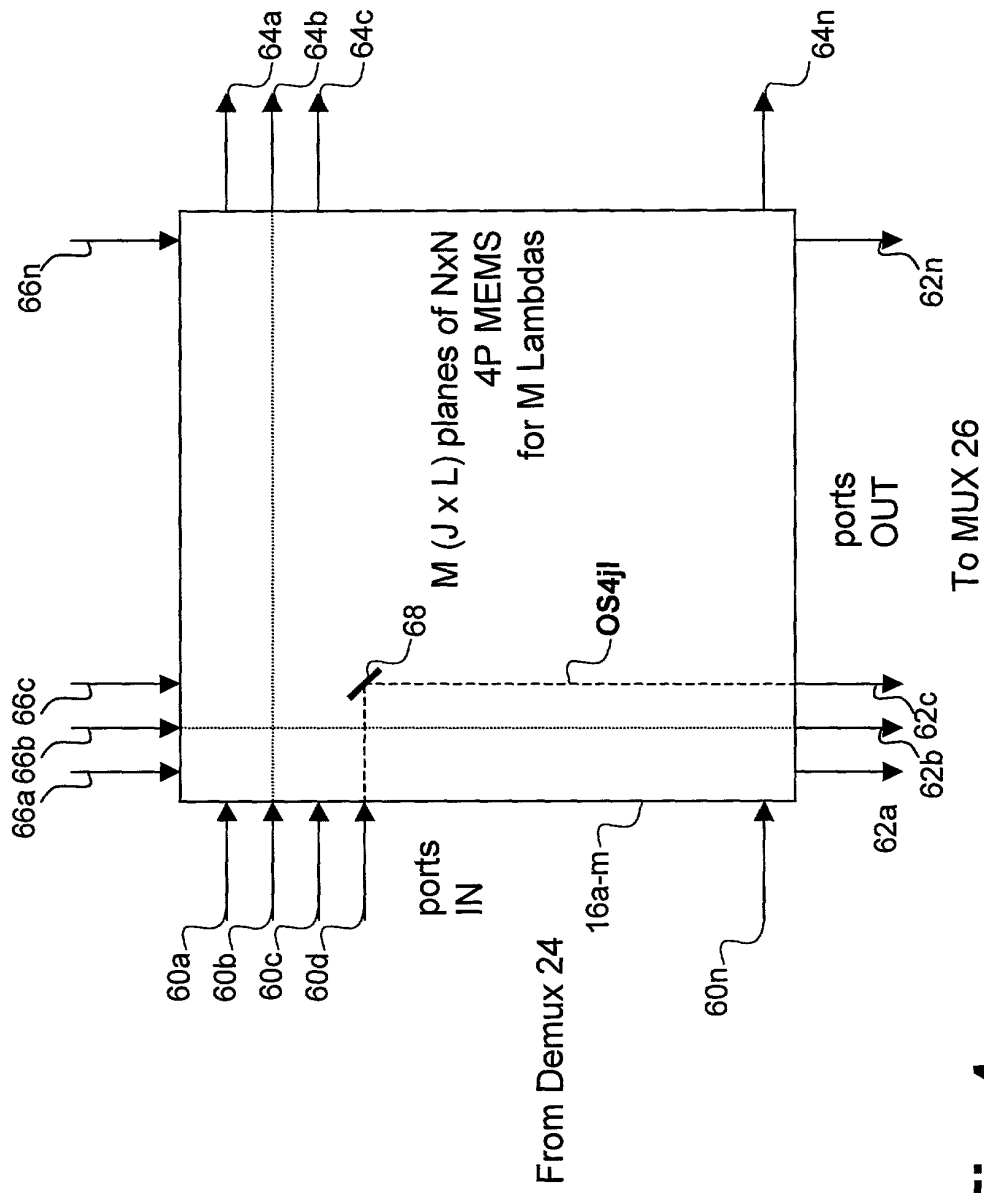 66a 66b 66c 66n
60a
60b
60c
60d
64a
64b
64c
ports
IN
68
M (J x L) planes of NxN
4P MEMS
for M Lambdas
From Demux 24
OS4jl
16a-m
60n
64n
62a 62b 62c 62n
ports
OUT
To MUX 26